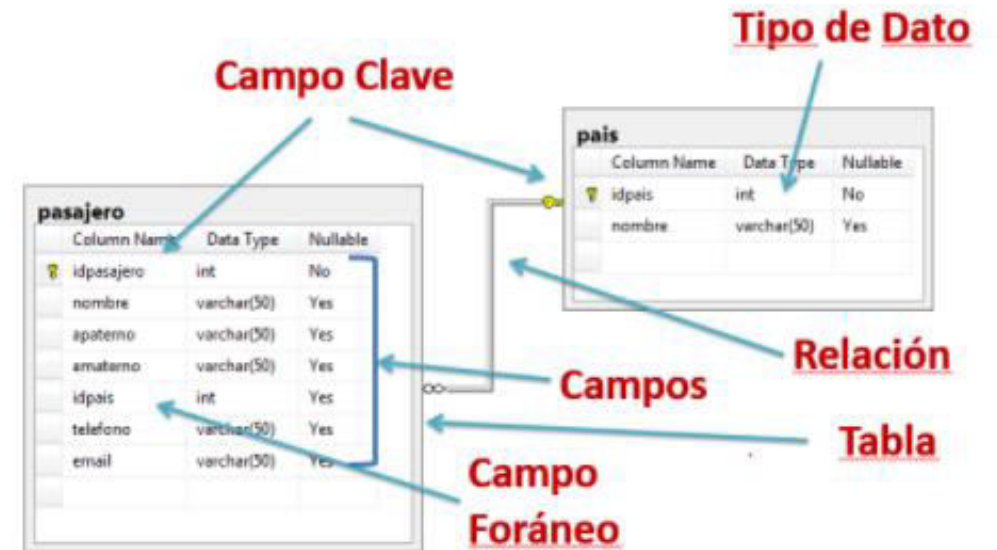 Tipo de Dato
Campo Clave
pais
Column Name Data Type Nullable
idpais int No
nombre varchar(50) Yes
pasajero
Column Name Data Type Nullable
idpasajero int No
nombre varchar(50) Yes
apaterno varchar(50) Yes
amaterno varchar(50) Yes
idpais int Yes
telefono varchar(50) Yes
email varchar(50) Yes
Relación
Campos
Tabla
Campo
Foráneo